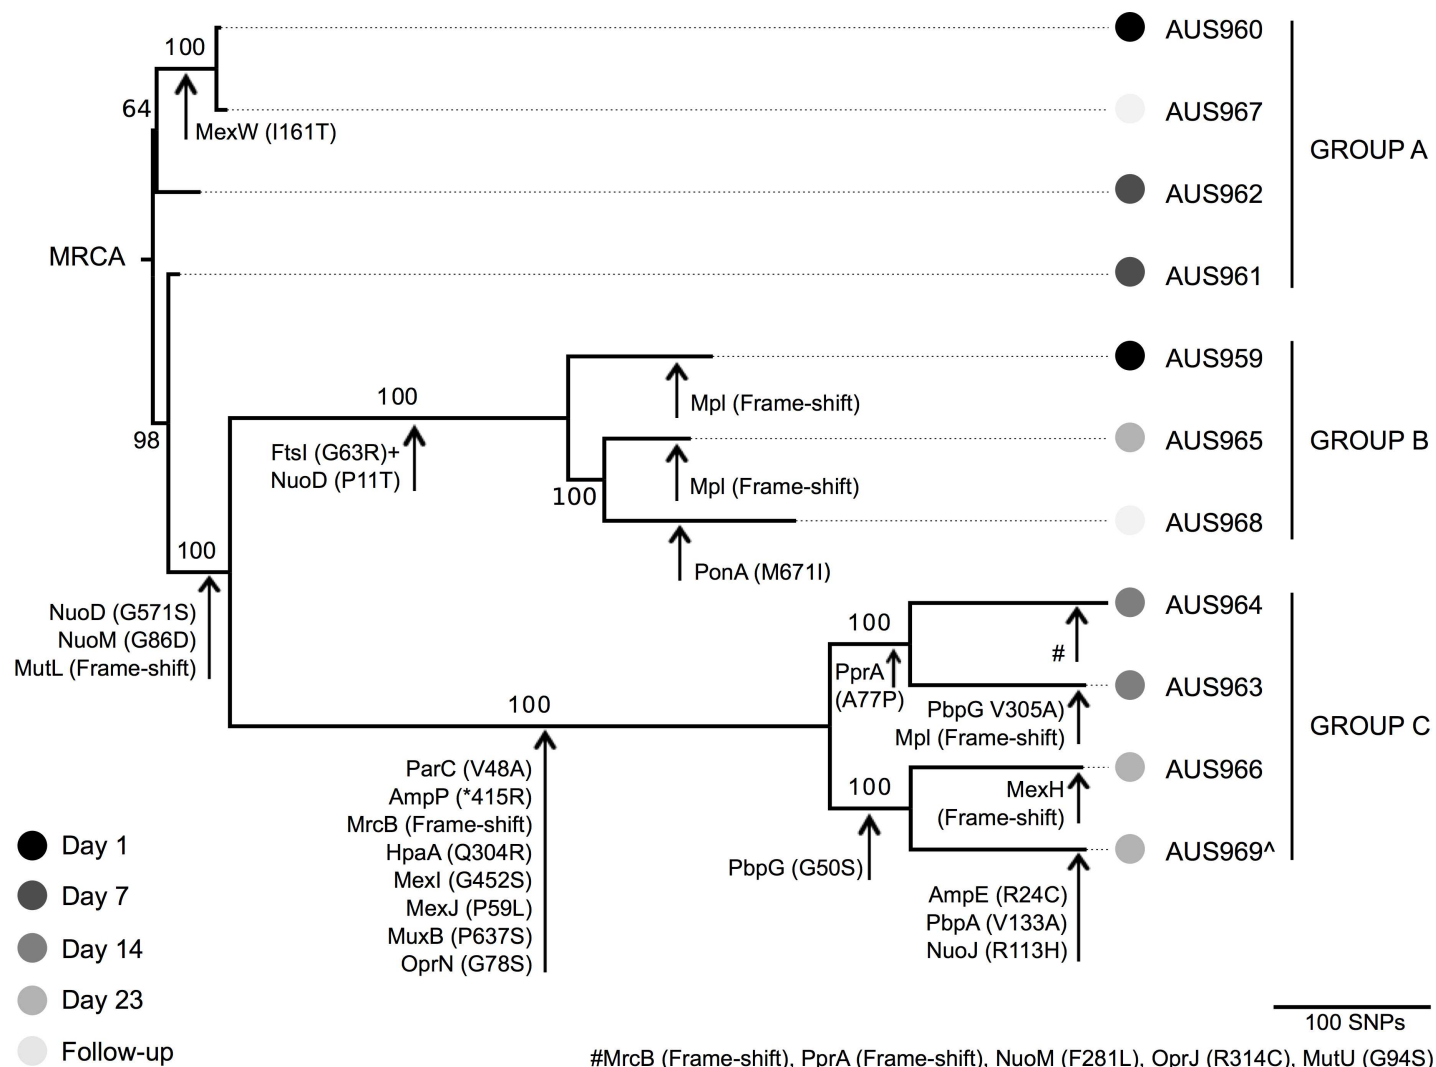 100
AUS960
64
MexW (I161T)
AUS967
GROUP A
AUS962
MRCA
AUS961
AUS959
100
Mpl (Frame-shift)
98
FtsI (G63R)+
NuoD (P11T)
AUS965
GROUP B
100
Mpl (Frame-shift)
AUS968
100
PonA (M671I)
NuoD (G571S)
NuoM (G86D)
MutL (Frame-shift)
100
AUS964
#
PprA
(A77P)
AUS963
PbpG V305A)
Mpl (Frame-shift)
GROUP C
100
ParC (V48A)
AmpP (*415R)
MrcB (Frame-shift)
HpaA (Q304R)
MexI (G452S)
MexJ (P59L)
MuxB (P637S)
OprN (G78S)
100
AUS966
MexH
(Frame-shift)
PbpG (G50S)
AUS969^
AmpE (R24C)
PbpA (V133A)
NuoJ (R113H)
Day 1
Day 7
Day 14
Day 23
Follow-up
100 SNPs
#MrcB (Frame-shift), PprA (Frame-shift), NuoM (F281L), OprJ (R314C), MutU (G94S)